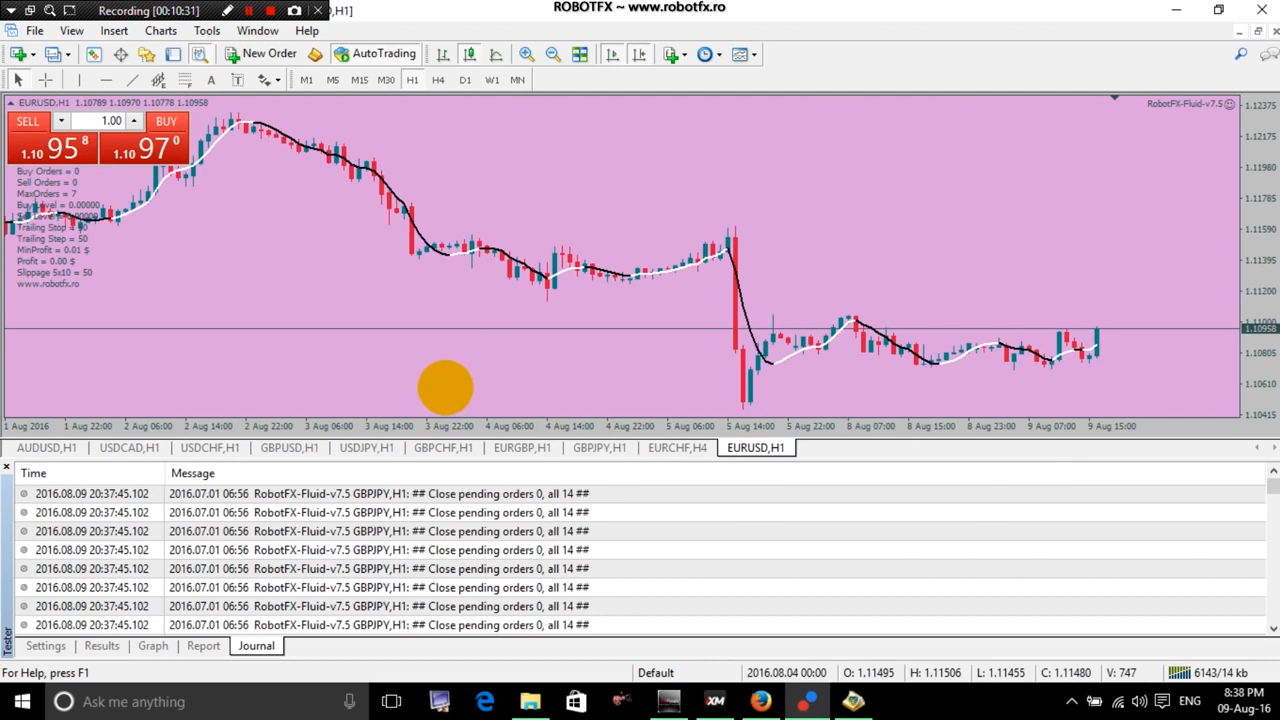 Recording [00:10:31]
,H1]
ROBOTFX ~ www.robotfx.ro
File View Insert Charts Tools Window Help
New Order AutoTrading
A T M1 M5 M15 M30 H1 H4 D1 W1 MN
EURUSD,H1 1.10789 1.10970 1.10778 1.10958
RobotFX-Fluid-v7.5
SELL 1.00 BUY
1.10 95 8 1.10 97 0
Buy Orders = 0
Sell Orders = 0
MaxOrders = 7
Buy Level = 0.00000
Trailing Step = 50
MinProfit = 0.01 $
Profit = 0.00 $
Slippage 5x10 = 50
www.robotfx.ro
1.12375
1.12175
1.11980
1.11785
1.11590
1.11395
1.11200
1.11000
1.10958
1.10805
1.10610
1.10415
1 Aug 2016 1 Aug 22:00 2 Aug 06:00 2 Aug 14:00 2 Aug 22:00 3 Aug 06:00 3 Aug 14:00 3 Aug 22:00 4 Aug 06:00 4 Aug 14:00 4 Aug 22:00 5 Aug 06:00 5 Aug 14:00 5 Aug 22:00 8 Aug 07:00 8 Aug 15:00 8 Aug 23:00 9 Aug 07:00 9 Aug 15:00
AUDUSD,H1 USDCAD,H1 USDCHF,H1 GBPUSD,H1 USDJPY,H1 GBPCHF,H1 EURGBP,H1 GBPJPY,H1 EURCHF,H4 EURUSD,H1
Time Message
2016.08.09 20:37:45.102 2016.07.01 06:56 RobotFX-Fluid-v7.5 GBPJPY,H1: ## Close pending orders 0, all 14 ##
2016.08.09 20:37:45.102 2016.07.01 06:56 RobotFX-Fluid-v7.5 GBPJPY,H1: ## Close pending orders 0, all 14 ##
2016.08.09 20:37:45.102 2016.07.01 06:56 RobotFX-Fluid-v7.5 GBPJPY,H1: ## Close pending orders 0, all 14 ##
2016.08.09 20:37:45.102 2016.07.01 06:56 RobotFX-Fluid-v7.5 GBPJPY,H1: ## Close pending orders 0, all 14 ##
2016.08.09 20:37:45.102 2016.07.01 06:56 RobotFX-Fluid-v7.5 GBPJPY,H1: ## Close pending orders 0, all 14 ##
2016.08.09 20:37:45.102 2016.07.01 06:56 RobotFX-Fluid-v7.5 GBPJPY,H1: ## Close pending orders 0, all 14 ##
2016.08.09 20:37:45.102 2016.07.01 06:56 RobotFX-Fluid-v7.5 GBPJPY,H1: ## Close pending orders 0, all 14 ##
2016.08.09 20:37:45.102 2016.07.01 06:56 RobotFX-Fluid-v7.5 GBPJPY,H1: ## Close pending orders 0, all 14 ##
Tester
Settings Results Graph Report Journal
For Help, press F1 Default 2016.08.04 00:00 O: 1.11495 H: 1.11506 L: 1.11455 C: 1.11480 V: 747 6143/14 kb
Ask me anything
XM
ENG
8:38 PM
09-Aug-16